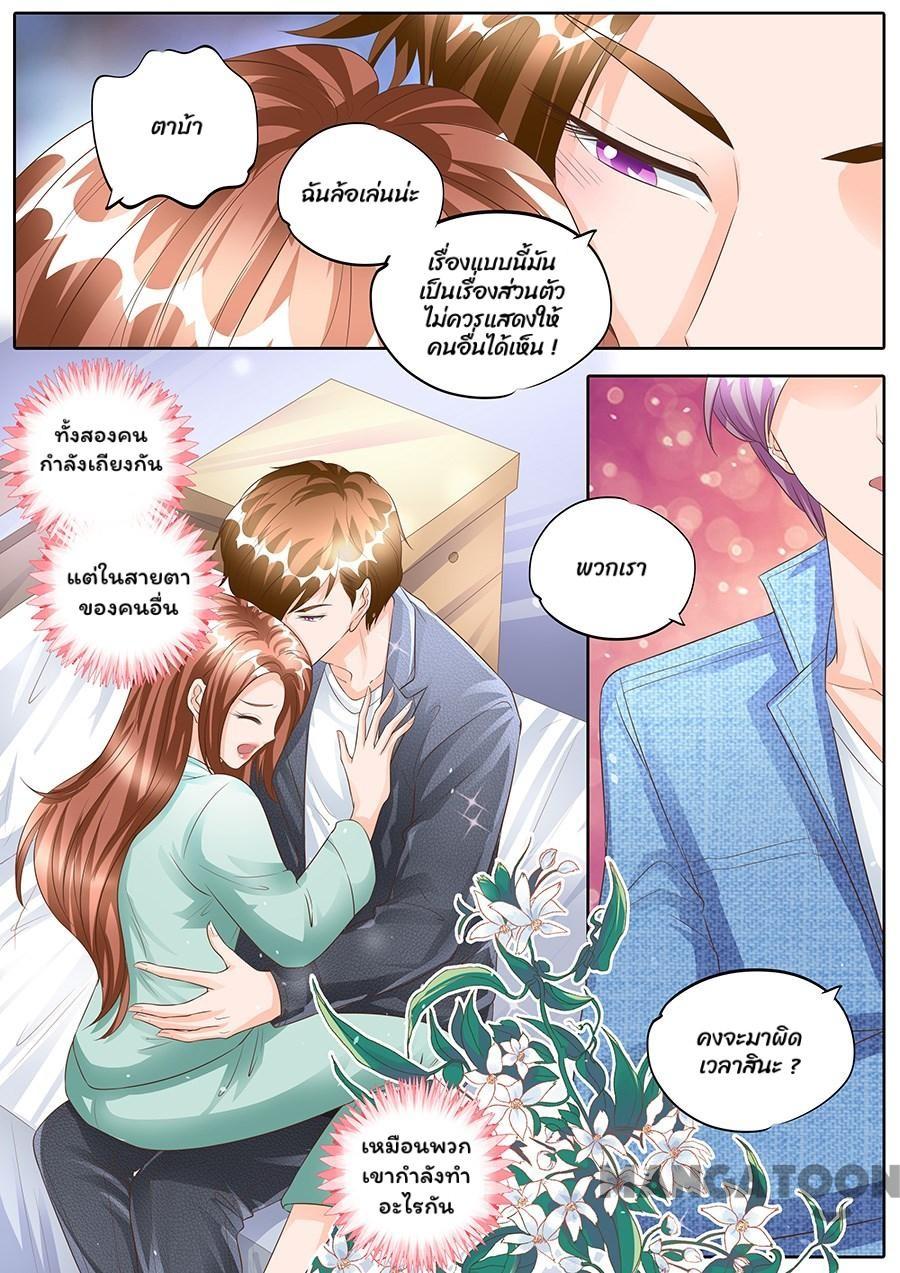 ตาบ้า
ฉันล้อเล่นน่ะ
เรื่องแบบนี้มัน
เป็นเรื่องส่วนตัว
ไม่ควรแสดงให้
คนอื่นได้เห็น !
ทั้งสองคน
กำลังเถียงกัน
แต่ในสายตา
ของคนอื่น
พวกเรา
คงจะมาผิด
เวลาสินะ ?
เหมือนพวก
เขากำลังทำ
อะไรกัน
MANGATOON